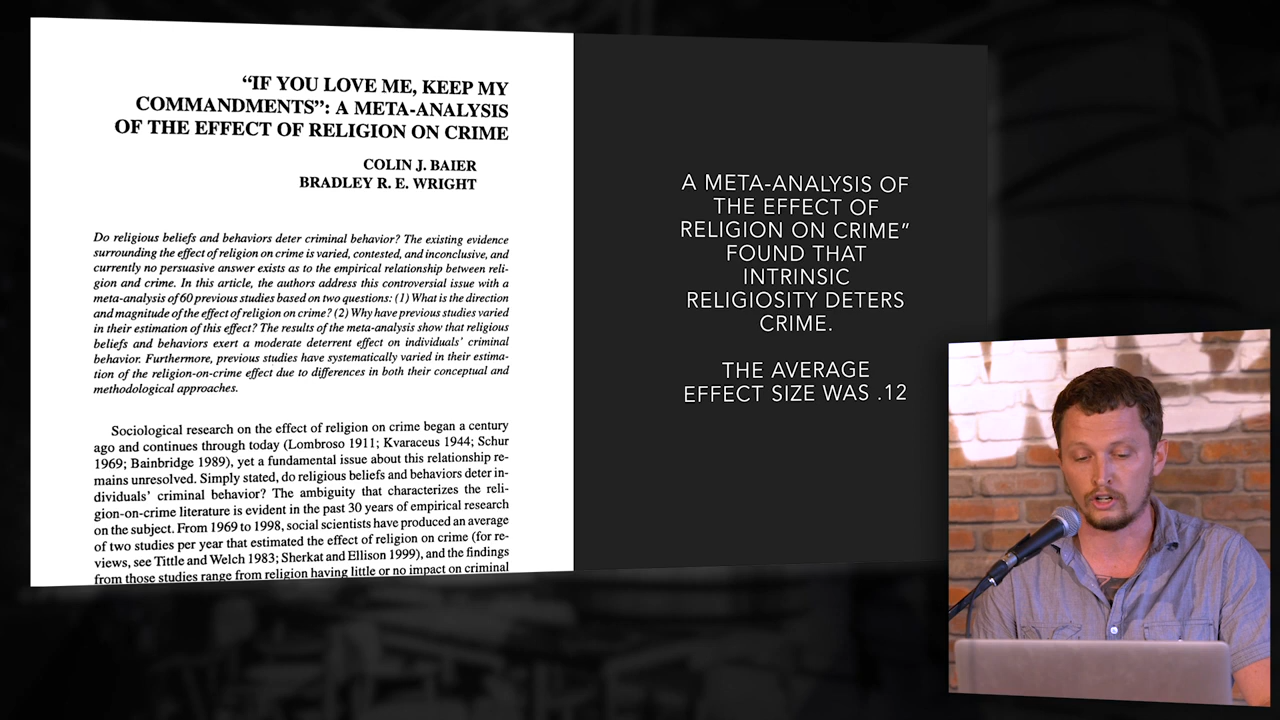 “IF YOU LOVE ME, KEEP MY
COMMANDMENTS”: A META-ANALYSIS
OF THE EFFECT OF RELIGION ON CRIME
COLIN J. BAIER
BRADLEY R. E. WRIGHT
Do religious beliefs and behaviors deter criminal behavior? The existing evidence
surrounding the effect of religion on crime is varied, contested, and inconclusive, and
currently no persuasive answer exists as to the empirical relationship between reli-
gion and crime. In this article, the authors address this controversial issue with a
meta-analysis of 60 previous studies based on two questions: (1) What is the direction
and magnitude of the effect of religion on crime? (2) Why have previous studies varied
in their estimation of this effect? The results of the meta-analysis show that religious
beliefs and behaviors exert a moderate deterrent effect on individuals’ criminal
behavior. Furthermore, previous studies have systematically varied in their estima-
tion of the religion-on-crime effect due to differences in both their conceptual and
methodological approaches.
Sociological research on the effect of religion on crime began a century
ago and continues through today (Lombroso 1911; Kvaraceus 1944; Schur
1969; Bainbridge 1989), yet a fundamental issue about this relationship re-
mains unresolved. Simply stated, do religious beliefs and behaviors deter in-
dividuals’ criminal behavior? The ambiguity that characterizes the reli-
gion-on-crime literature is evident in the past 30 years of empirical research
on the subject. From 1969 to 1998, social scientists have produced an average
of two studies per year that estimated the effect of religion on crime (for re-
views, see Tittle and Welch 1983; Sherkat and Ellison 1999), and the findings
from those studies range from religion having little or no impact on criminal
A META-ANALYSIS OF
THE EFFECT OF
RELIGION ON CRIME”
FOUND THAT
INTRINSIC
RELIGIOSITY DETERS
CRIME.
THE AVERAGE
EFFECT SIZE WAS .12